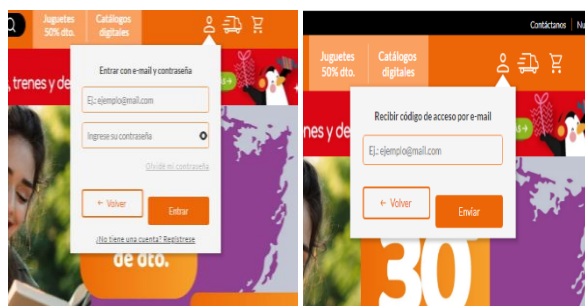 Juguetes
50% dto.
Catálogos
digitales
, trenes y de
Entrar con e-mail y contraseña
Ej.: ejemplo@mail.com
Ingrese su contraseña
Olvidé mi contraseña
← Volver
Entrar
¿No tiene una cuenta? Regístrese
de dto.
Contáctanos
Nu
Juguetes
50% dto.
Catálogos
digitales
nes y de
Recibir código de acceso por e-mail
Ej.: ejemplo@mail.com
← Volver
Enviar
30